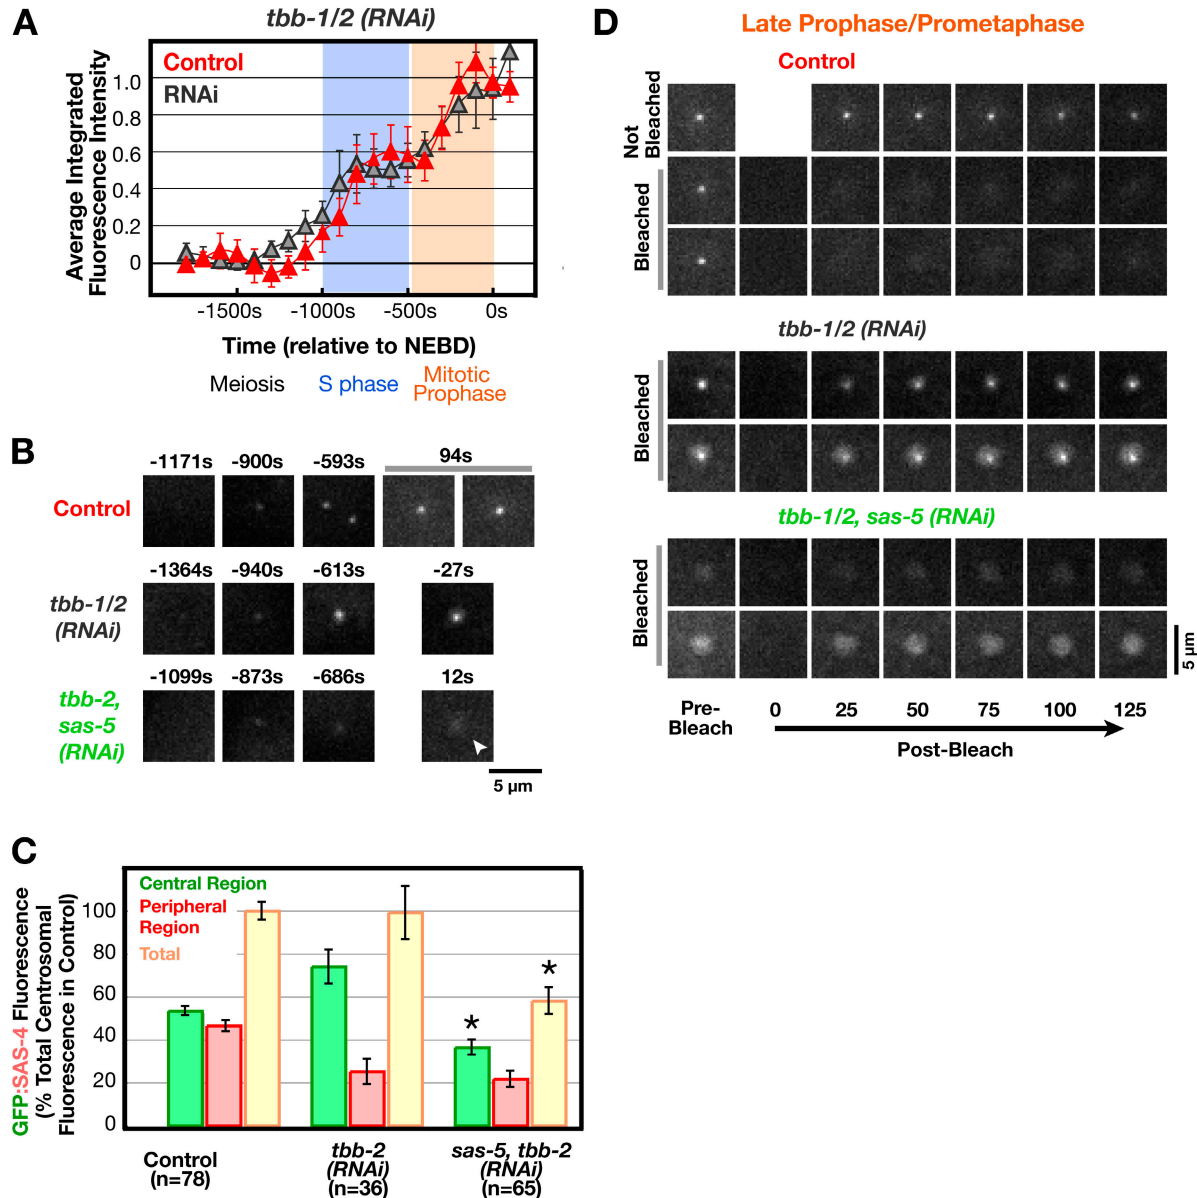 A
tbb-1/2 (RNAi)
Control
RNAi
Average Integrated
Fluorescence Intensity
1.0
0.8
0.6
0.4
0.2
0
-1500s -1000s -500s 0s
Time (relative to NEBD)
Meiosis S phase Mitotic
Prophase
B
-1171s -900s -593s 94s
Control
-1364s -940s -613s -27s
tbb-1/2
(RNAi)
-1099s -873s -686s 12s
tbb-2,
sas-5
(RNAi)
5 µm
C
GFP:SAS-4 Fluorescence
(% Total Centrosomal
Fluorescence in Control)
Central Region
Peripheral
Region
Total
100
80
60
40
20
0
*
*
Control
(n=78)
tbb-2
(RNAi)
(n=36)
sas-5, tbb-2
(RNAi)
(n=65)
D
Late Prophase/Prometaphase
Control
Not
Bleached
Bleached
tbb-1/2 (RNAi)
Bleached
tbb-1/2, sas-5 (RNAi)
Bleached
5 µm
Pre-
Bleach
0 25 50 75 100 125
Post-Bleach